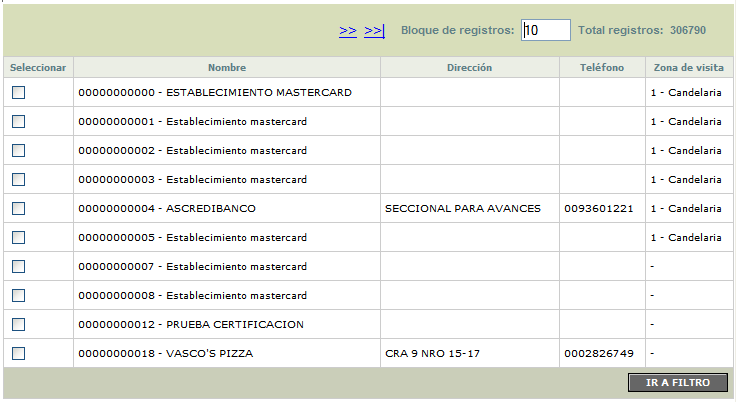 >> >>| Bloque de registros: 10 Total registros: 306790
Seleccionar Nombre Dirección Teléfono Zona de visita
00000000000 - ESTABLECIMIENTO MASTERCARD 1 - Candelaria
00000000001 - Establecimiento mastercard 1 - Candelaria
00000000002 - Establecimiento mastercard 1 - Candelaria
00000000003 - Establecimiento mastercard 1 - Candelaria
00000000004 - ASCREDIBANCO SECCIONAL PARA AVANCES 0093601221 1 - Candelaria
00000000005 - Establecimiento mastercard 1 - Candelaria
00000000007 - Establecimiento mastercard -
00000000008 - Establecimiento mastercard -
00000000012 - PRUEBA CERTIFICACION -
00000000018 - VASCO'S PIZZA CRA 9 NRO 15-17 0002826749 -
IR A FILTRO